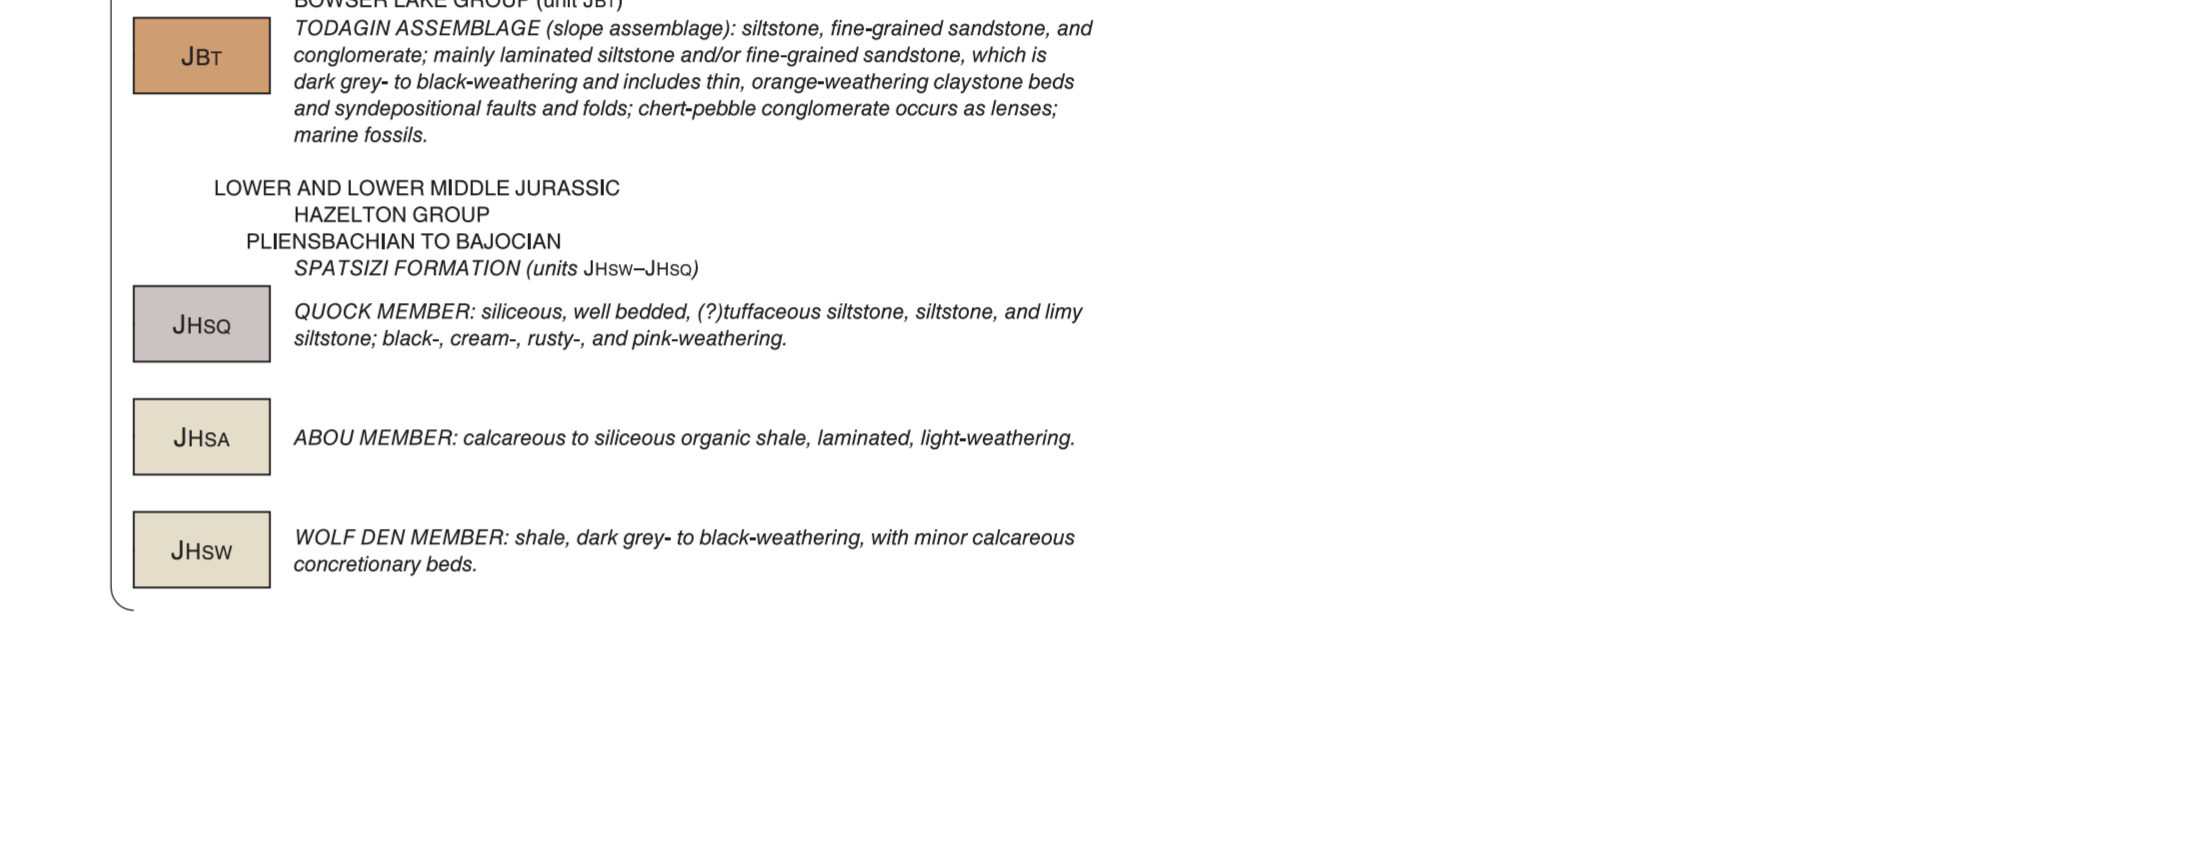 BOWSER LAKE GROUP (unit JBT)
TODAGIN ASSEMBLAGE (slope assemblage): siltstone, fine-grained sandstone, and
JBT
conglomerate; mainly laminated siltstone and/or fine-grained sandstone, which is
dark grey- to black-weathering and includes thin, orange-weathering claystone beds
and syndepositional faults and folds; chert-pebble conglomerate occurs as lenses;
marine fossils.
LOWER AND LOWER MIDDLE JURASSIC
HAZELTON GROUP
PLIENSBACHIAN TO BAJOCIAN
SPATSIZI FORMATION (units JHSW–JHSQ)
JHSQ
QUOCK MEMBER: siliceous, well bedded, (?)tuffaceous siltstone, siltstone, and limy
siltstone; black-, cream-, rusty-, and pink-weathering.
JHSA
ABOU MEMBER: calcareous to siliceous organic shale, laminated, light-weathering.
JHSW
WOLF DEN MEMBER: shale, dark grey- to black-weathering, with minor calcareous
concretionary beds.